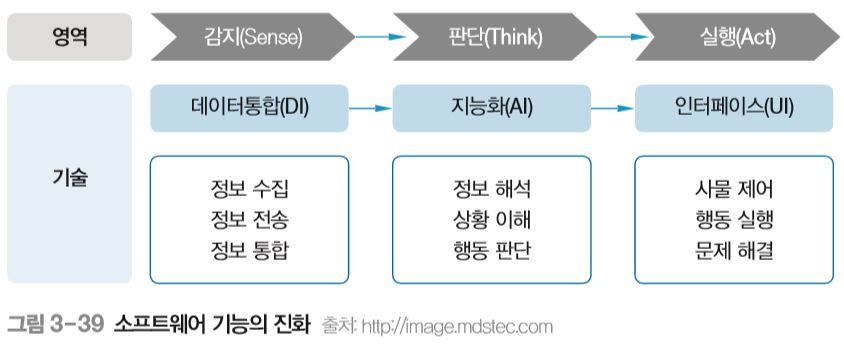 영역
감지(Sense)
판단(Think)
실행(Act)
기술
데이터통합(DI)
지능화(AI)
인터페이스(UI)
정보 수집
정보 전송
정보 통합
정보 해석
상황 이해
행동 판단
사물 제어
행동 실행
문제 해결
그림 3-39 소프트웨어 기능의 진화 출처: http://image.mdstec.com